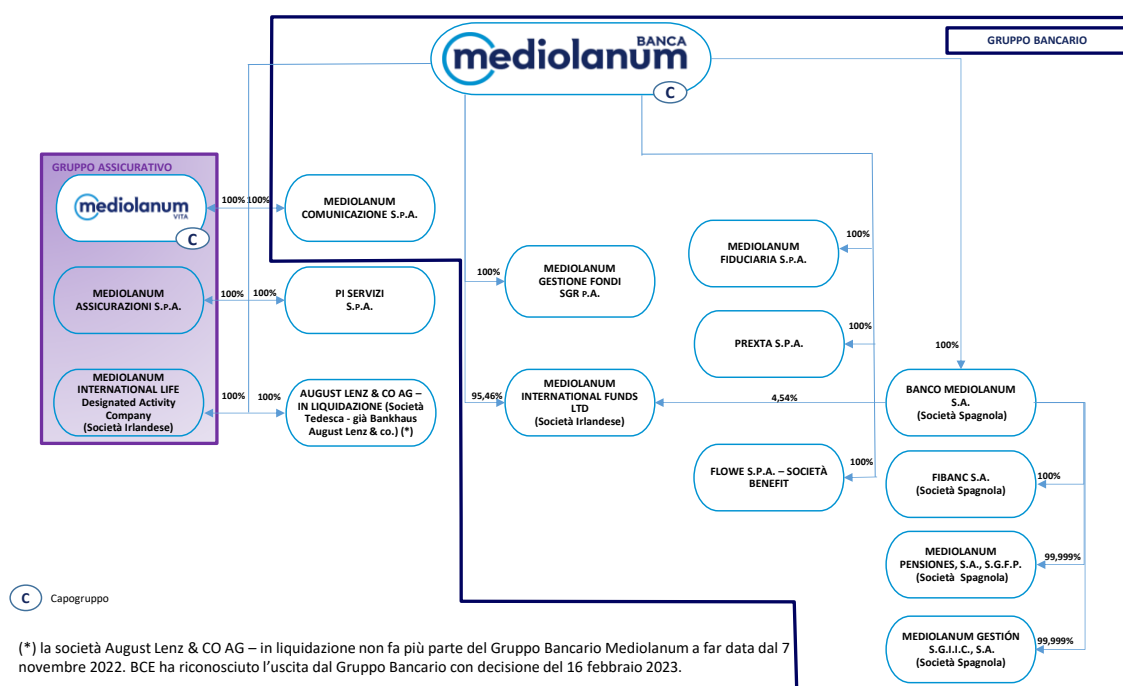 BANCA
mediolanum
C
GRUPPO BANCARIO
GRUPPO ASSICURATIVO
mediolanum
VITA
C
100%
100%
MEDIOLANUM
COMUNICAZIONE S.P.A.
MEDIOLANUM
ASSICURAZIONI S.P.A.
100%
100%
PI SERVIZI
S.P.A.
MEDIOLANUM
INTERNATIONAL LIFE
Designated Activity
Company
(Società Irlandese)
100%
100%
AUGUST LENZ & CO AG –
IN LIQUIDAZIONE (Società
Tedesca - già Bankhaus
August Lenz & co.) (*)
100%
MEDIOLANUM
GESTIONE FONDI
SGR P.A.
95,46%
MEDIOLANUM
INTERNATIONAL FUNDS
LTD
(Società Irlandese)
4,54%
MEDIOLANUM
FIDUCIARIA S.P.A.
100%
PREXTA S.P.A.
100%
FLOWE S.P.A. – SOCIETÀ
BENEFIT
100%
100%
BANCO MEDIOLANUM
S.A.
(Società Spagnola)
FIBANC S.A.
(Società Spagnola)
100%
MEDIOLANUM
PENSIONES, S.A., S.G.F.P.
(Società Spagnola)
99,999%
MEDIOLANUM GESTIÓN
S.G.I.I.C., S.A.
(Società Spagnola)
99,999%
C Capogruppo
(*) la società August Lenz & CO AG – in liquidazione non fa più parte del Gruppo Bancario Mediolanum a far data dal 7
novembre 2022. BCE ha riconosciuto l'uscita dal Gruppo Bancario con decisione del 16 febbraio 2023.